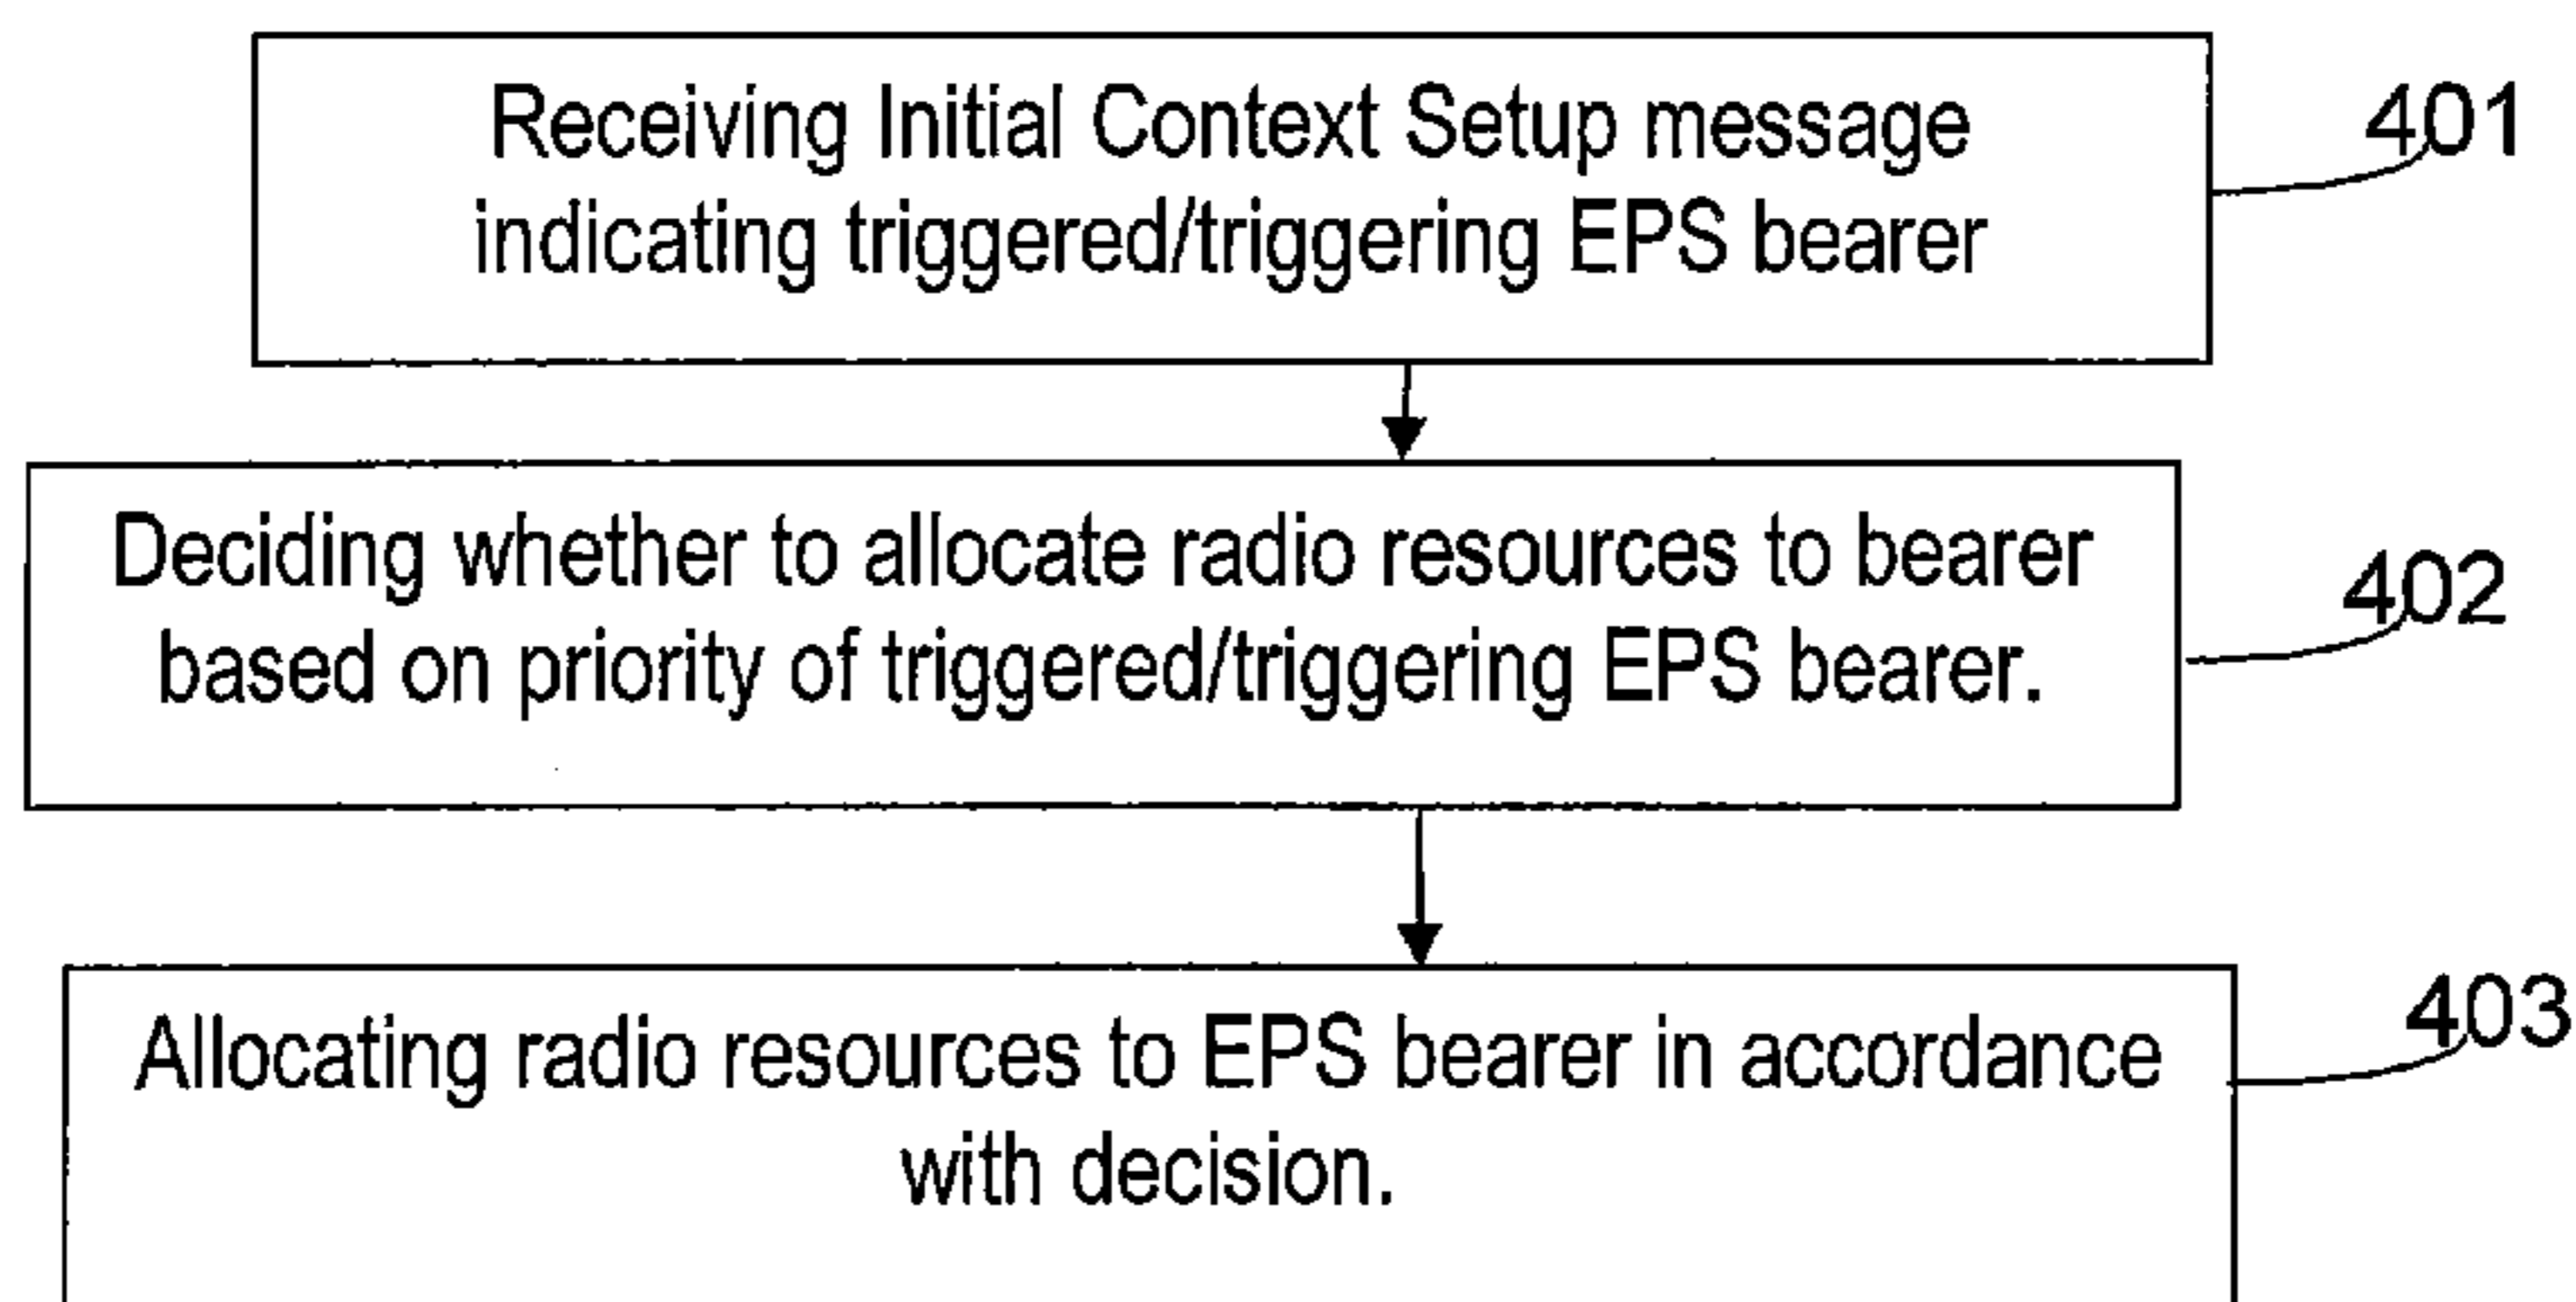 Receiving Initial Context Setup message
indicating triggered/triggering EPS bearer
401
Deciding whether to allocate radio resources to bearer
based on priority of triggered/triggering EPS bearer.
402
Allocating radio resources to EPS bearer in accordance
with decision.
403